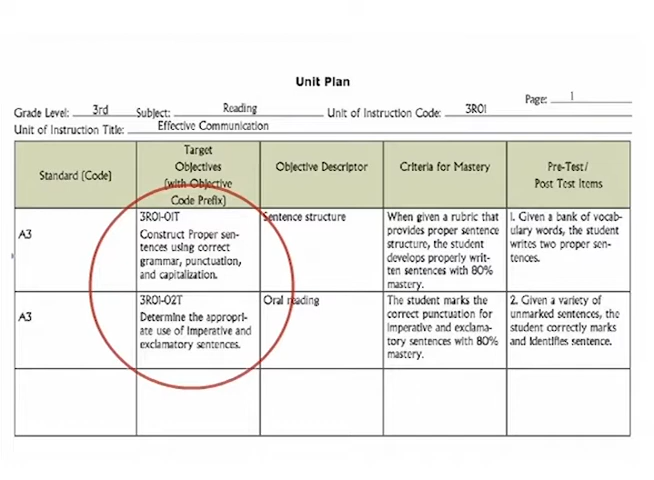 Unit Plan
Page: 1
Grade Level: 3rd Subject: Reading Unit of Instruction Code: 3R01
Unit of Instruction Title: Effective Communication
Standard (Code)
Target
Objectives
(with Objective
Code Prefix)
Objective Descriptor
Criteria for Mastery
Pre-Test/
Post Test Items
A3
3R01-01T
Construct Proper sen-
tences using correct
grammar, punctuation,
and capitalization.
Sentence structure
When given a rubric that
provides proper sentence
structure, the student
develops properly writ-
ten sentences with 80%
mastery.
1. Given a bank of vocab-
ulary words, the student
writes two proper sen-
tences.
A3
3R01-02T
Determine the appropri-
ate use of imperative and
exclamatory sentences.
Oral reading
The student marks the
correct punctuation for
imperative and exclama-
tory sentences with 80%
mastery.
2. Given a variety of
unmarked sentences, the
student correctly marks
and identifies sentence.